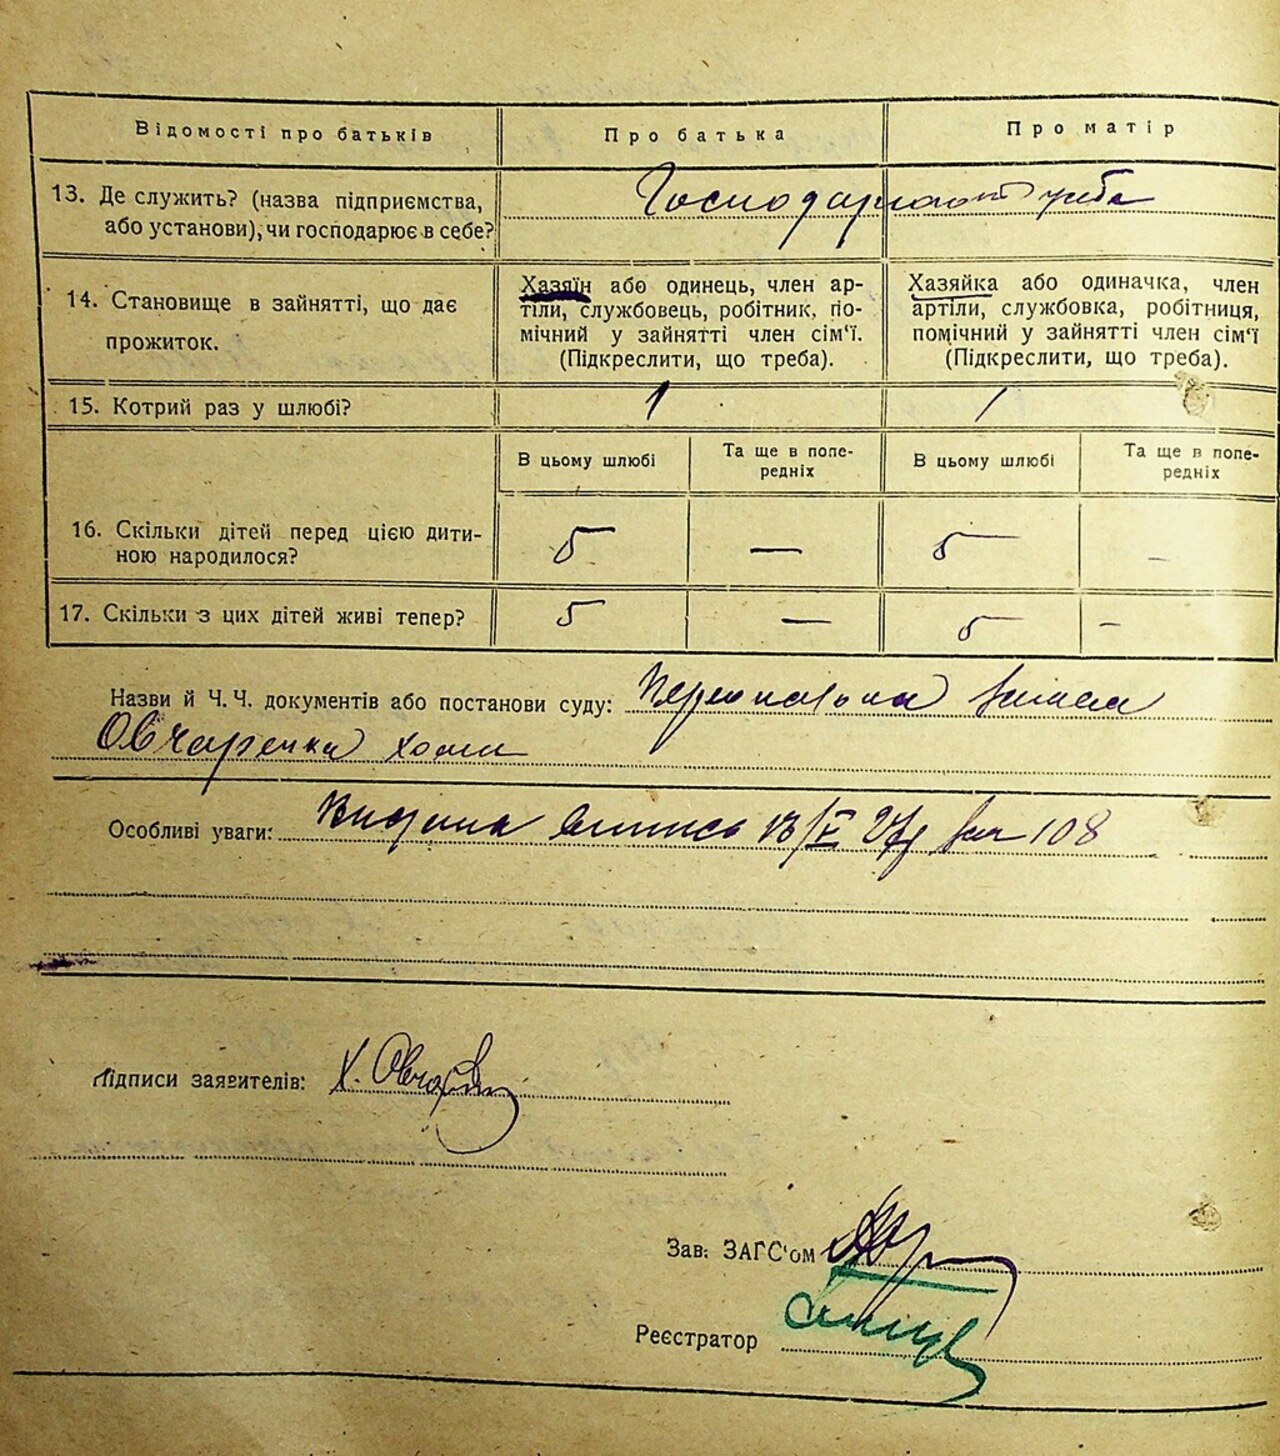 Відомості про батьків Про батька Про матір
13. Де служить? (назва підприємства,
або установи), чи господарює в себе?
14. Становище в зайнятті, що дає
прожиток.
Хазяїн або одинець, член ар-
тіли, службовець, робітник, по-
мічний у зайнятті член сім'ї.
(Підкреслити, що треба).
Хазяйка або одиначка, член
артіли, службовка, робітниця,
помічний у зайнятті член сім'ї
(Підкреслити, що треба).
15. Котрий раз у шлюбі? 1 1
В цьому шлюбі
Та ще в попе-
редніх
В цьому шлюбі
Та ще в попе-
редніх
16. Скільки дітей перед цією дити-
ною народилося?
5 — 5 -
17. Скільки з цих дітей живі тепер? 5 — 5 -
Назви й Ч. Ч. документів або постанови суду:
Овчаренка Хоми
Особливі уваги: 108
Підписи заявителів: Х.
Зав. ЗАГС'ом
Реєстратор